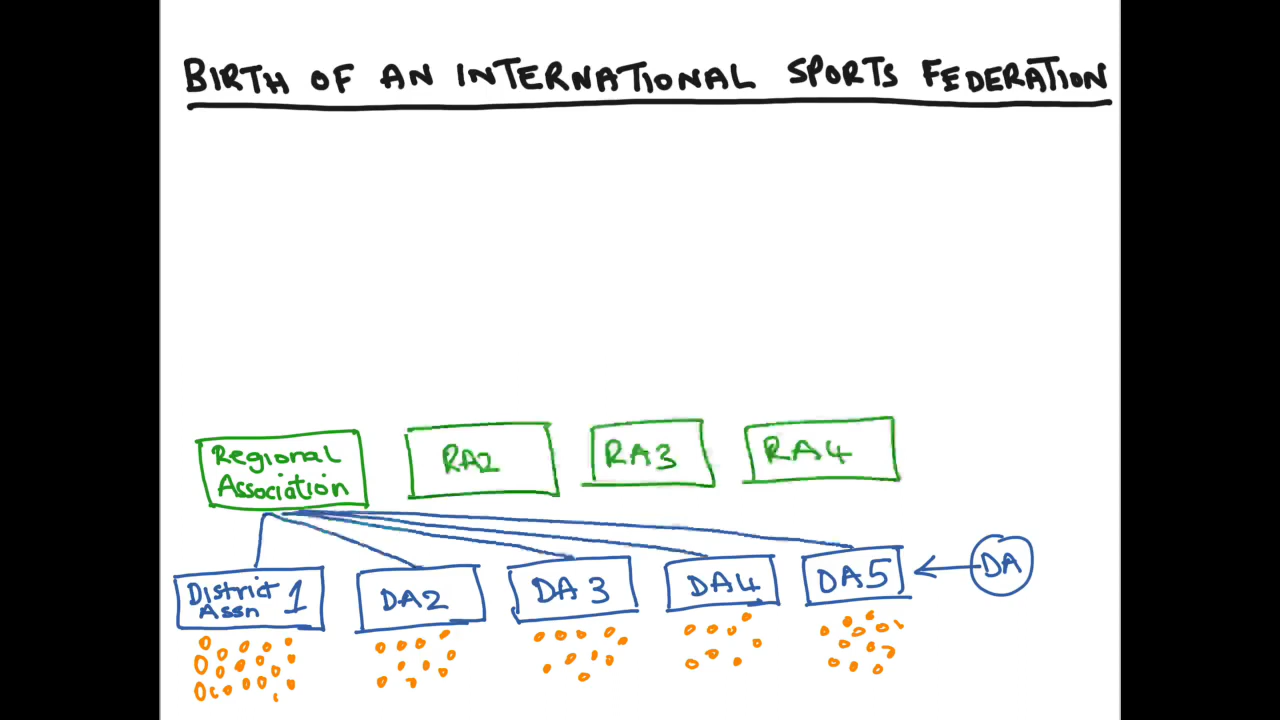 BIRTH OF AN INTERNATIONAL SPORTS FEDERATION
Regional
Association
RA2
RA3
RA4
District
Assn 1
DA2
DA3
DA4
DA5
DA